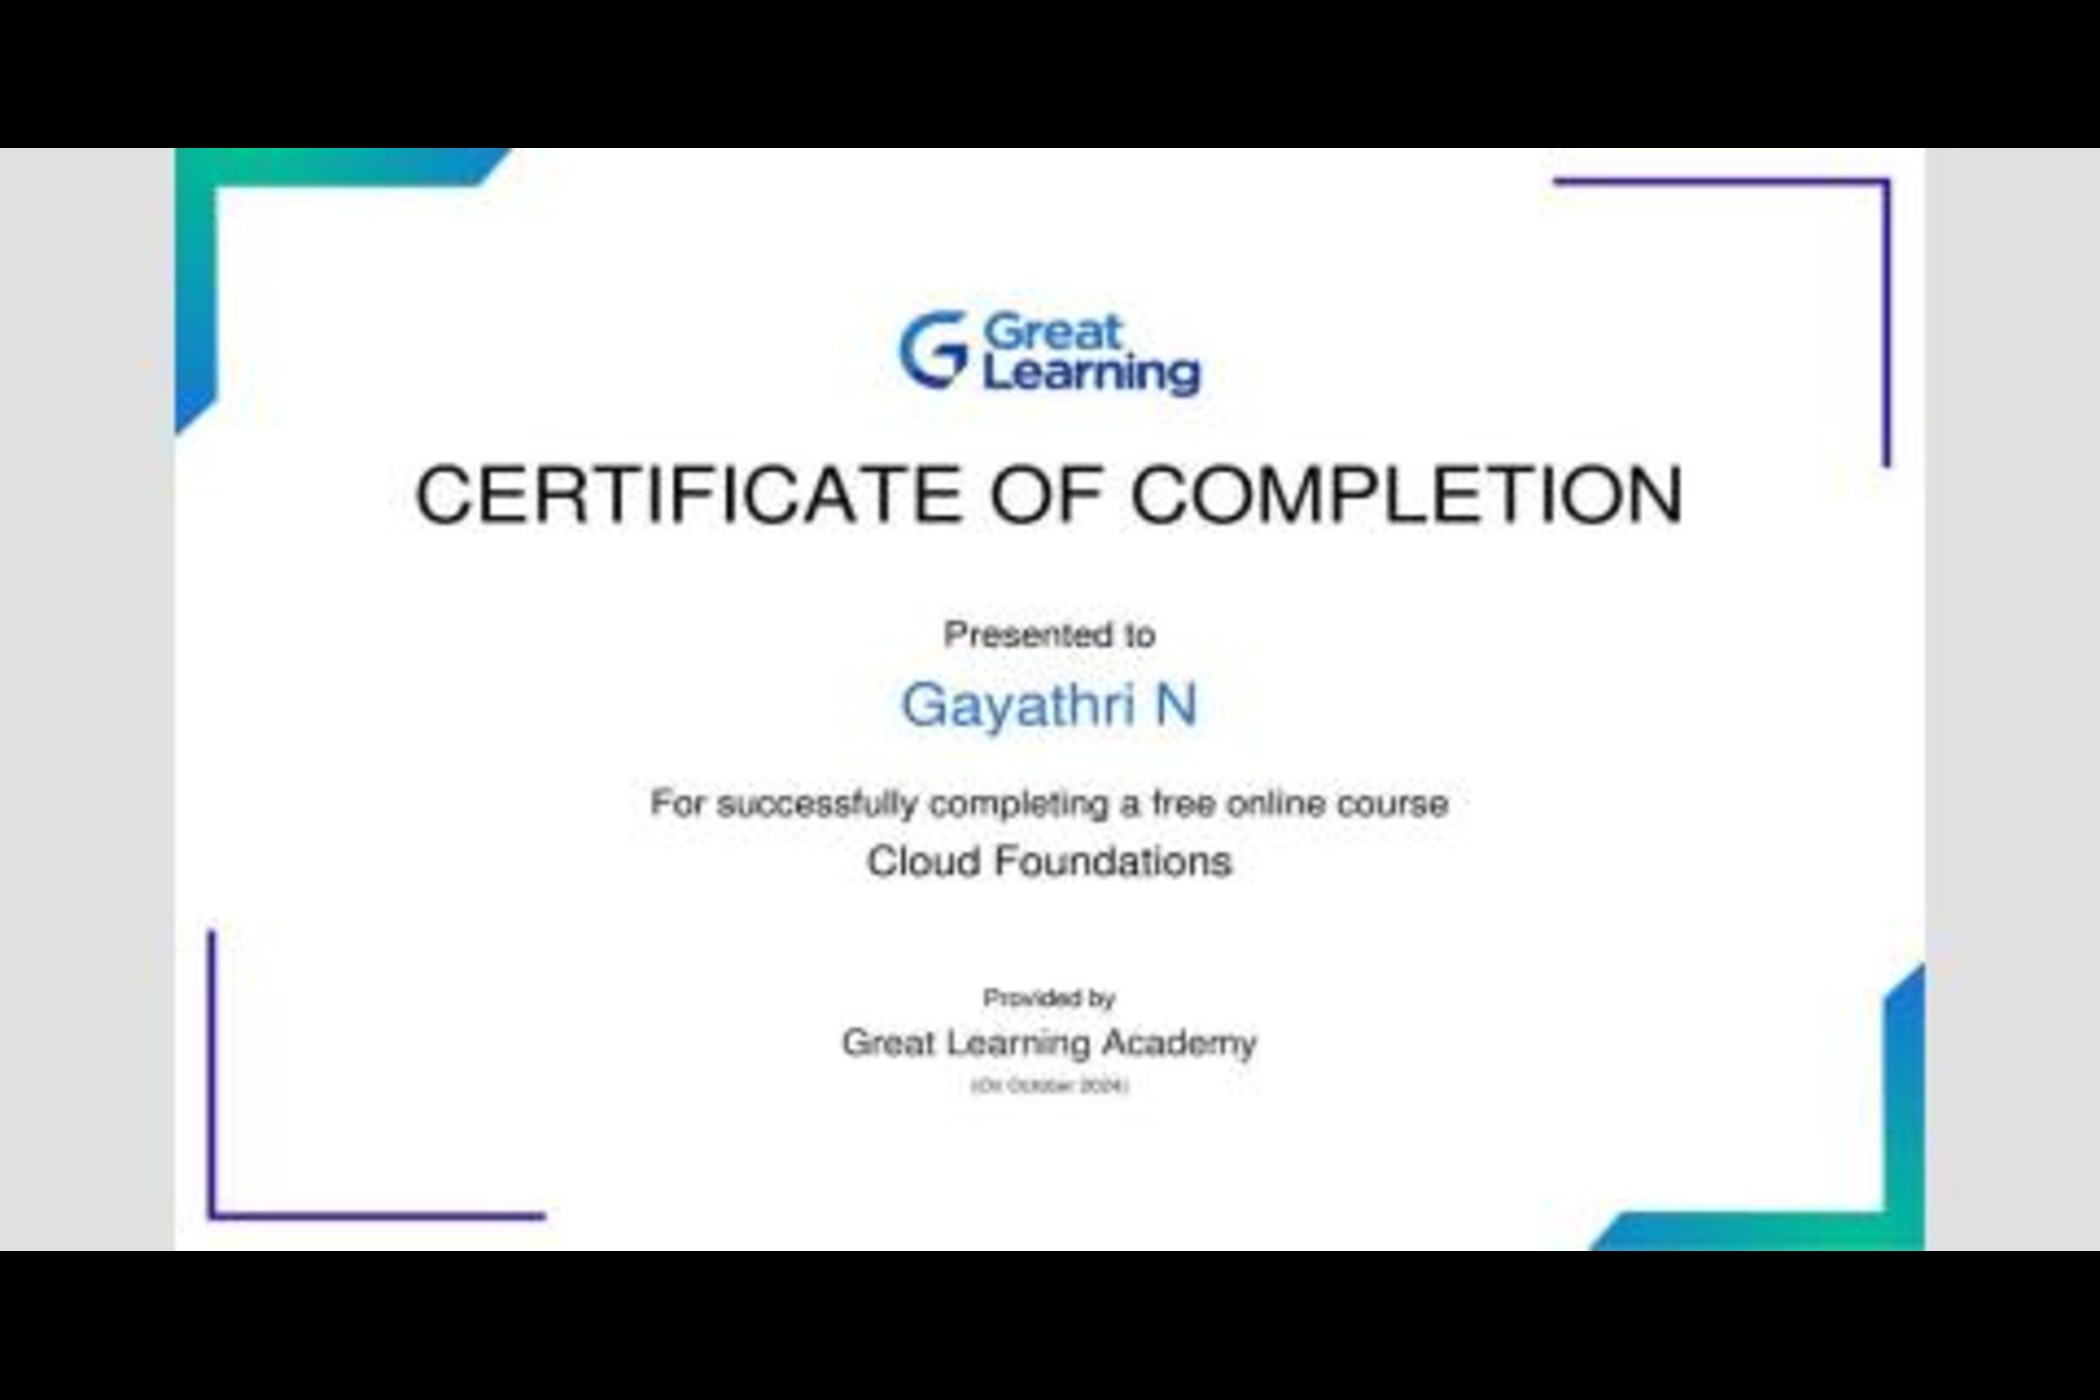 Great
Learning
CERTIFICATE OF COMPLETION
Presented to
Gayathri N
For successfully completing a free online course
Cloud Foundations
Provided by
Great Learning Academy
(On October 2024)